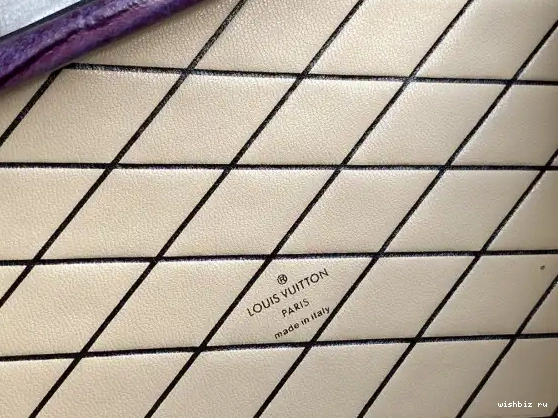 ®
LOUIS VUITTON
PARIS
made in italy
wishbiz ru